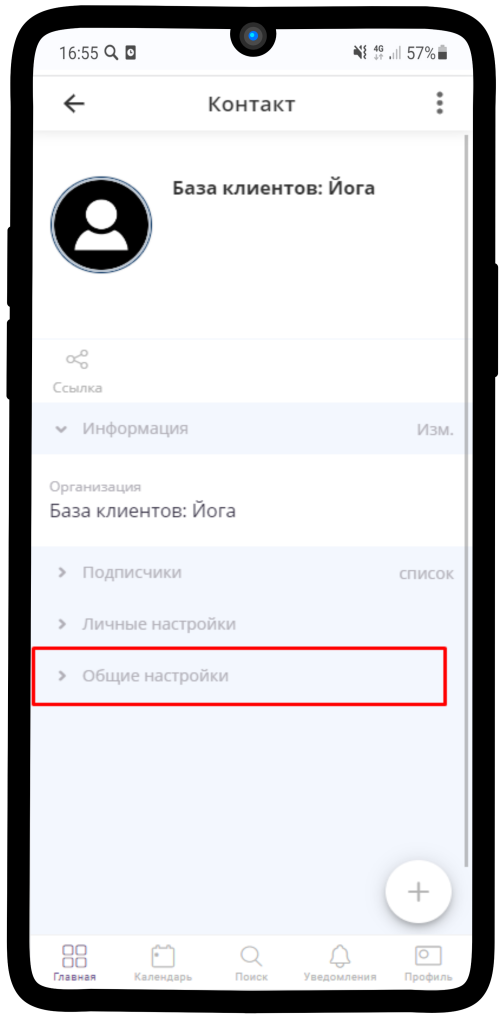 16:55 4G 57%
Контакт
База клиентов: Йога
Ссылка
Информация Изм.
Организация
База клиентов: Йога
Подписчики список
Личные настройки
Общие настройки
Главная Календарь Поиск Уведомления Профиль